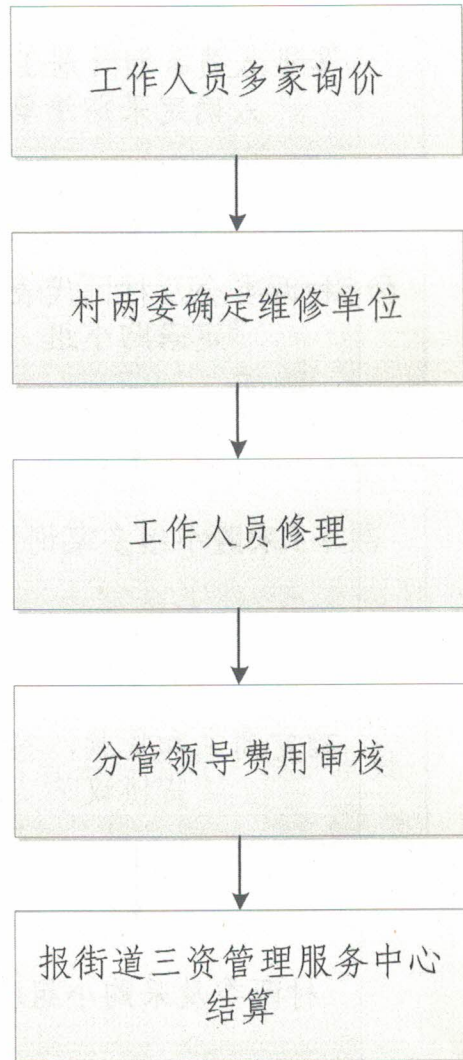 工作人员多家询价
村两委确定维修单位
工作人员修理
分管领导费用审核
报街道三资管理服务中心
结算